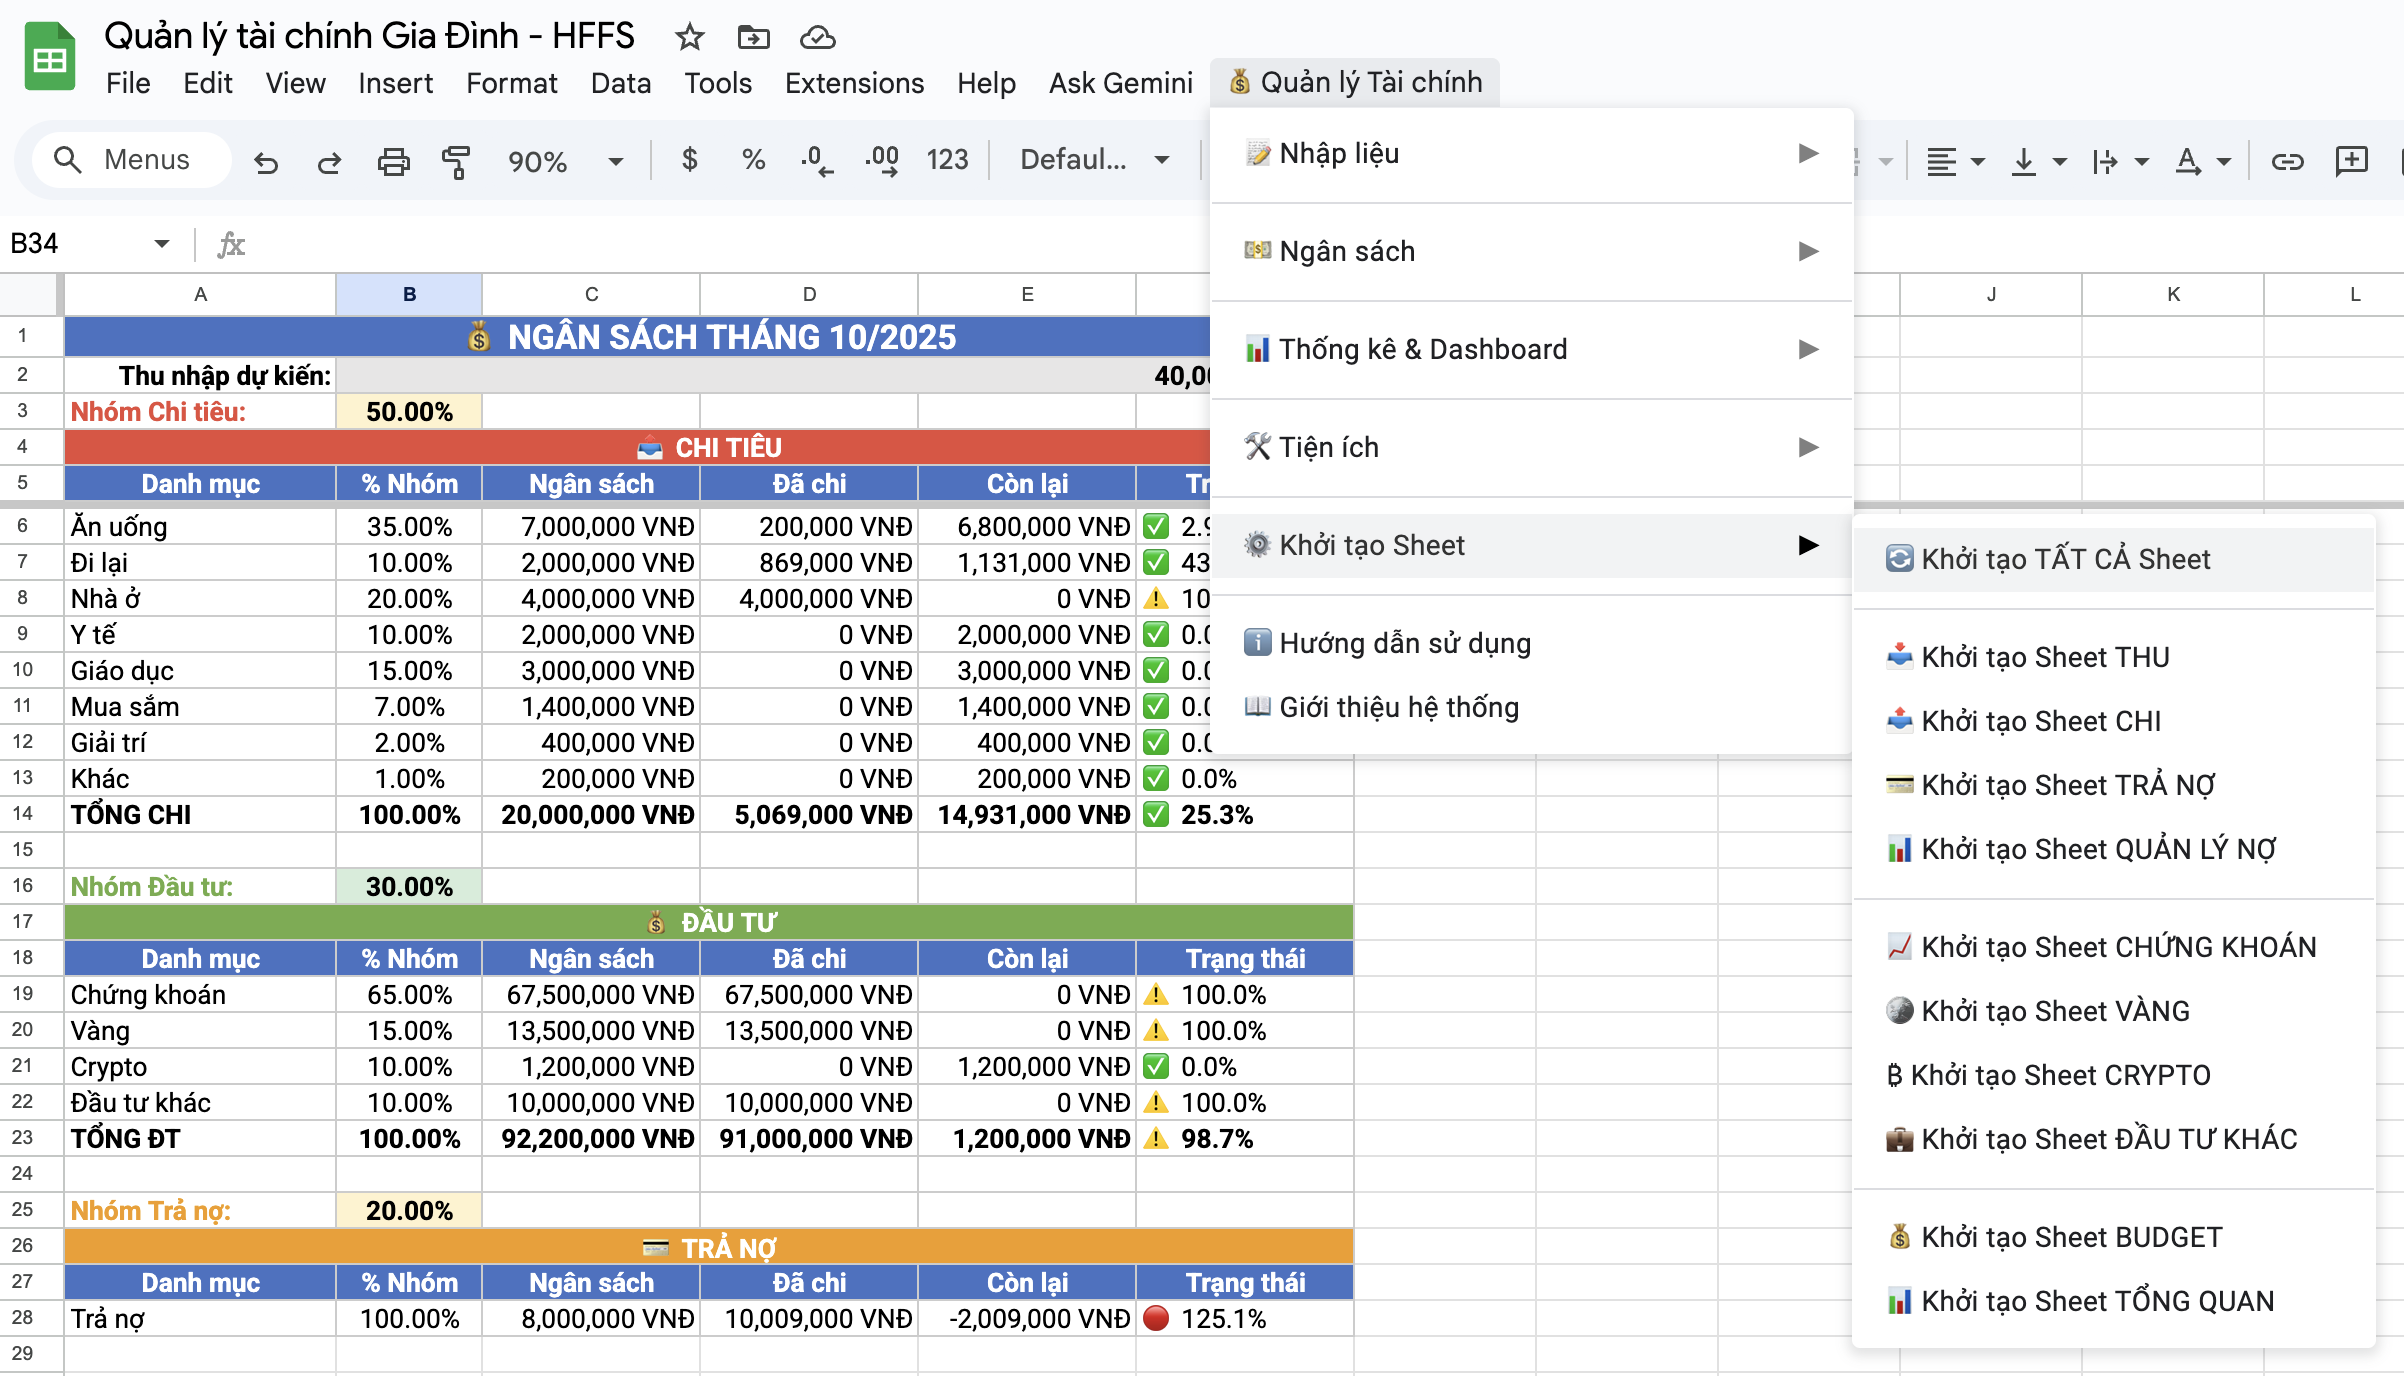 Quản lý tài chính Gia Đình - HFFS
File Edit View Insert Format Data Tools Extensions Help Ask Gemini 💰 Quản lý Tài chính
Menus 90% $ % .0 .00 123 Defaul...
B34 fx
A B C D E J K L
1 💰 NGÂN SÁCH THÁNG 10/2025
2 Thu nhập dự kiến: 40,0
3 Nhóm Chi tiêu: 50.00%
4 📤 CHI TIÊU
5 Danh mục % Nhóm Ngân sách Đã chi Còn lại Tr
6 Ăn uống 35.00% 7,000,000 VNĐ 200,000 VNĐ 6,800,000 VNĐ ✅ 2.9
7 Đi lại 10.00% 2,000,000 VNĐ 869,000 VNĐ 1,131,000 VNĐ ✅ 43
8 Nhà ở 20.00% 4,000,000 VNĐ 4,000,000 VNĐ 0 VNĐ ⚠️ 10
9 Y tế 10.00% 2,000,000 VNĐ 0 VNĐ 2,000,000 VNĐ ✅ 0.0
10 Giáo dục 15.00% 3,000,000 VNĐ 0 VNĐ 3,000,000 VNĐ ✅ 0.0
11 Mua sắm 7.00% 1,400,000 VNĐ 0 VNĐ 1,400,000 VNĐ ✅ 0.0
12 Giải trí 2.00% 400,000 VNĐ 0 VNĐ 400,000 VNĐ ✅ 0.0
13 Khác 1.00% 200,000 VNĐ 0 VNĐ 200,000 VNĐ ✅ 0.0%
14 TỔNG CHI 100.00% 20,000,000 VNĐ 5,069,000 VNĐ 14,931,000 VNĐ ✅ 25.3%
15
16 Nhóm Đầu tư: 30.00%
17 💰 ĐẦU TƯ
18 Danh mục % Nhóm Ngân sách Đã chi Còn lại Trạng thái
19 Chứng khoán 65.00% 67,500,000 VNĐ 67,500,000 VNĐ 0 VNĐ ⚠️ 100.0%
20 Vàng 15.00% 13,500,000 VNĐ 13,500,000 VNĐ 0 VNĐ ⚠️ 100.0%
21 Crypto 10.00% 1,200,000 VNĐ 0 VNĐ 1,200,000 VNĐ ✅ 0.0%
22 Đầu tư khác 10.00% 10,000,000 VNĐ 10,000,000 VNĐ 0 VNĐ ⚠️ 100.0%
23 TỔNG ĐT 100.00% 92,200,000 VNĐ 91,000,000 VNĐ 1,200,000 VNĐ ⚠️ 98.7%
24
25 Nhóm Trả nợ: 20.00%
26 💳 TRẢ NỢ
27 Danh mục % Nhóm Ngân sách Đã chi Còn lại Trạng thái
28 Trả nợ 100.00% 8,000,000 VNĐ 10,009,000 VNĐ -2,009,000 VNĐ 🔴 125.1%
29
📝 Nhập liệu
💵 Ngân sách
📊 Thống kê & Dashboard
🛠️ Tiện ích
⚙️ Khởi tạo Sheet
ℹ️ Hướng dẫn sử dụng
📖 Giới thiệu hệ thống
🔄 Khởi tạo TẤT CẢ Sheet
📥 Khởi tạo Sheet THU
📤 Khởi tạo Sheet CHI
💳 Khởi tạo Sheet TRẢ NỢ
📊 Khởi tạo Sheet QUẢN LÝ NỢ
📈 Khởi tạo Sheet CHỨNG KHOÁN
Khởi tạo Sheet VÀNG
₿ Khởi tạo Sheet CRYPTO
💼 Khởi tạo Sheet ĐẦU TƯ KHÁC
💰 Khởi tạo Sheet BUDGET
📊 Khởi tạo Sheet TỔNG QUAN